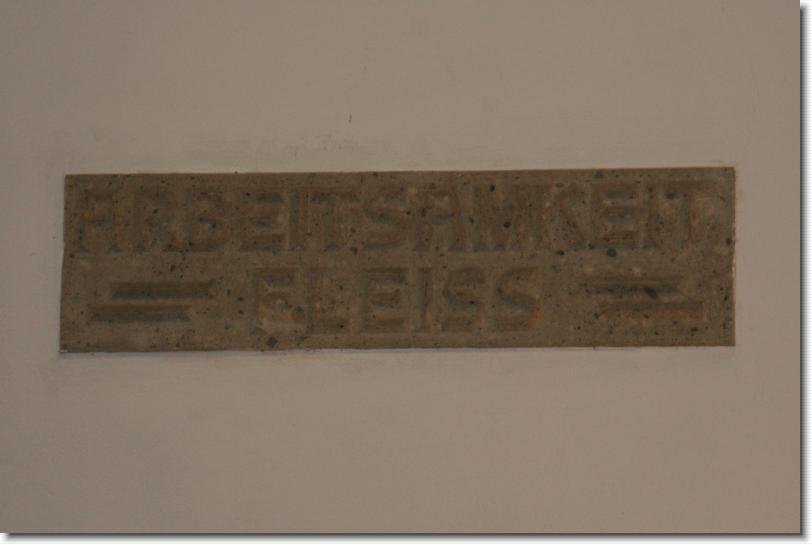 ARBEITSAMKEIT
= FLEISS =